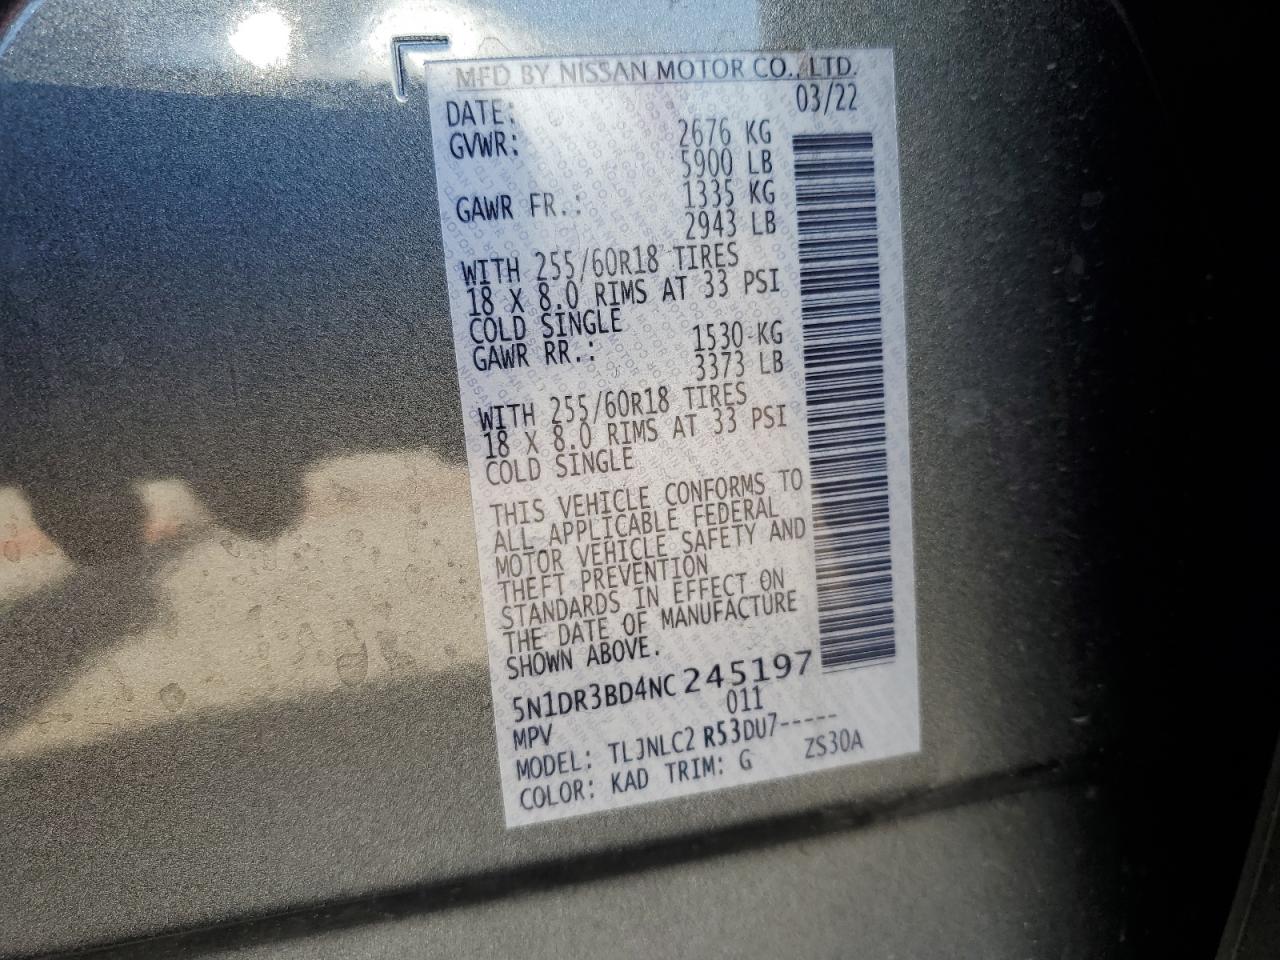 MFD BY NISSAN MOTOR CO., LTD.
DATE: 03/22
GVWR: 2676 KG
5900 LB
GAWR FR.: 1335 KG
2943 LB
WITH 255/60R18 TIRES
18 X 8.0 RIMS AT 33 PSI
COLD SINGLE
GAWR RR.: 1530 KG
3373 LB
WITH 255/60R18 TIRES
18 X 8.0 RIMS AT 33 PSI
COLD SINGLE
THIS VEHICLE CONFORMS TO
ALL APPLICABLE FEDERAL
MOTOR VEHICLE SAFETY AND
THEFT PREVENTION
STANDARDS IN EFFECT ON
THE DATE OF MANUFACTURE
SHOWN ABOVE.
5N1DR3BD4NC245197
MPV 011
MODEL: TLJNLC2 R53DU7-----
COLOR: KAD TRIM: G ZS30A